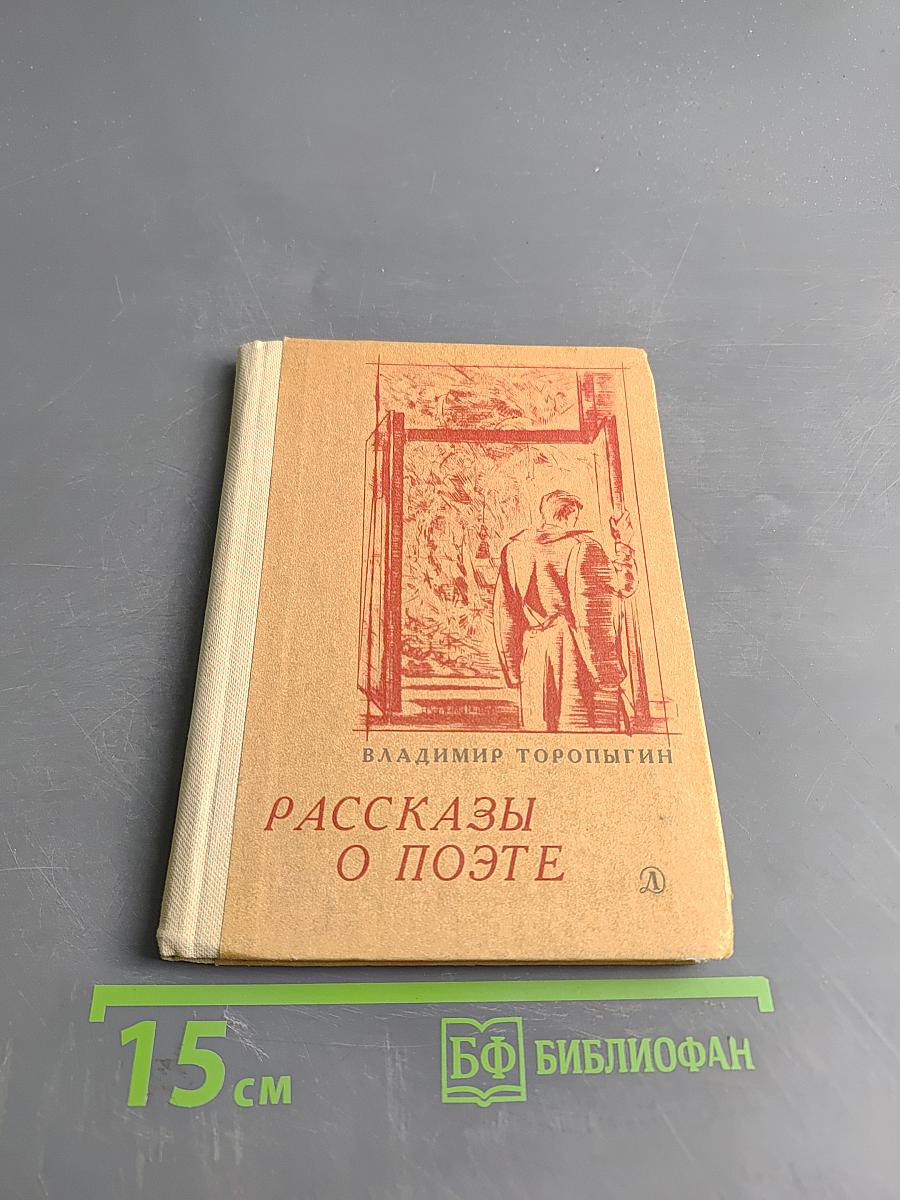 ВЛАДИМИР ТОРОПЫГИН
РАССКАЗЫ
О ПОЭТЕ
Д
15 см
БФ БИБЛИОФАН